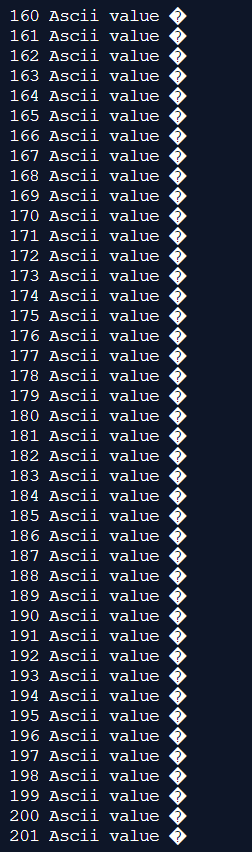 160 Ascii value �
161 Ascii value �
162 Ascii value �
163 Ascii value �
164 Ascii value �
165 Ascii value �
166 Ascii value �
167 Ascii value �
168 Ascii value �
169 Ascii value �
170 Ascii value �
171 Ascii value �
172 Ascii value �
173 Ascii value �
174 Ascii value �
175 Ascii value �
176 Ascii value �
177 Ascii value �
178 Ascii value �
179 Ascii value �
180 Ascii value �
181 Ascii value �
182 Ascii value �
183 Ascii value �
184 Ascii value �
185 Ascii value �
186 Ascii value �
187 Ascii value �
188 Ascii value �
189 Ascii value �
190 Ascii value �
191 Ascii value �
192 Ascii value �
193 Ascii value �
194 Ascii value �
195 Ascii value �
196 Ascii value �
197 Ascii value �
198 Ascii value �
199 Ascii value �
200 Ascii value �
201 Ascii value �